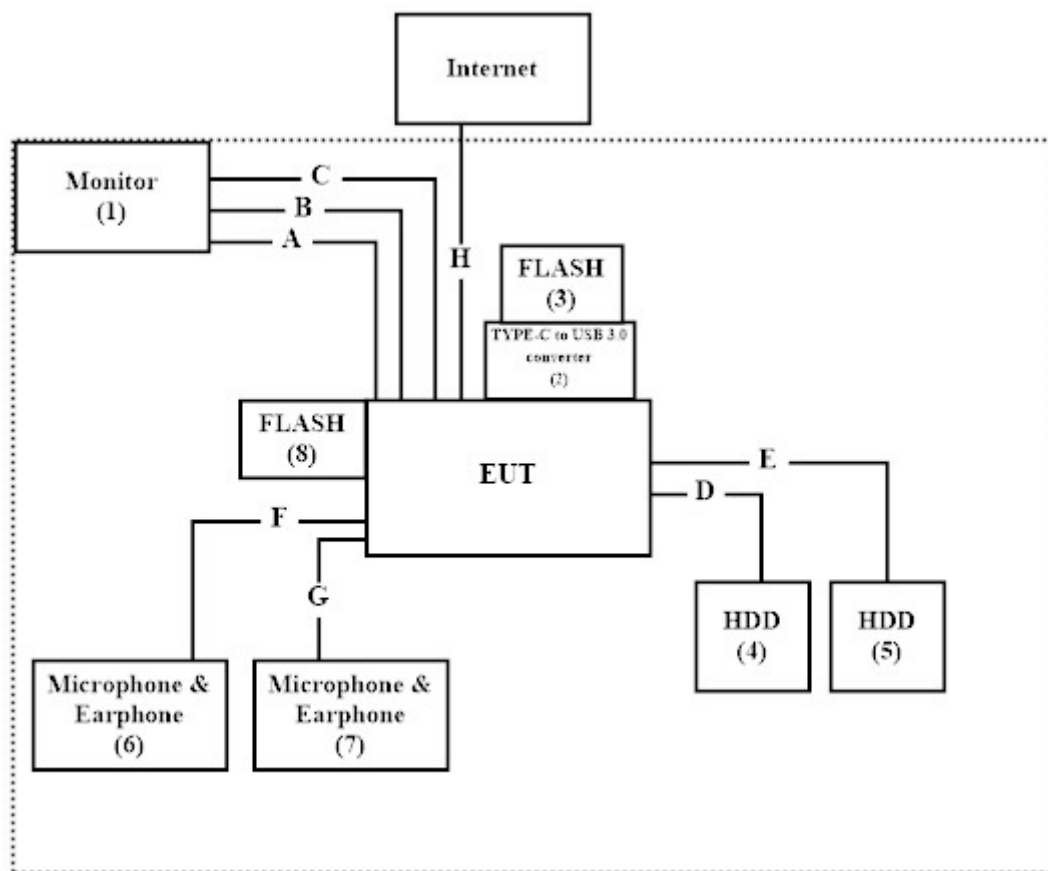 Internet
Monitor
(1)
C
B
A
H
FLASH
(3)
TYPE-C to USB 3.0
converter
(2)
FLASH
(8)
EUT
E
D
F
G
HDD
(4)
HDD
(5)
Microphone &
Earphone
(6)
Microphone &
Earphone
(7)